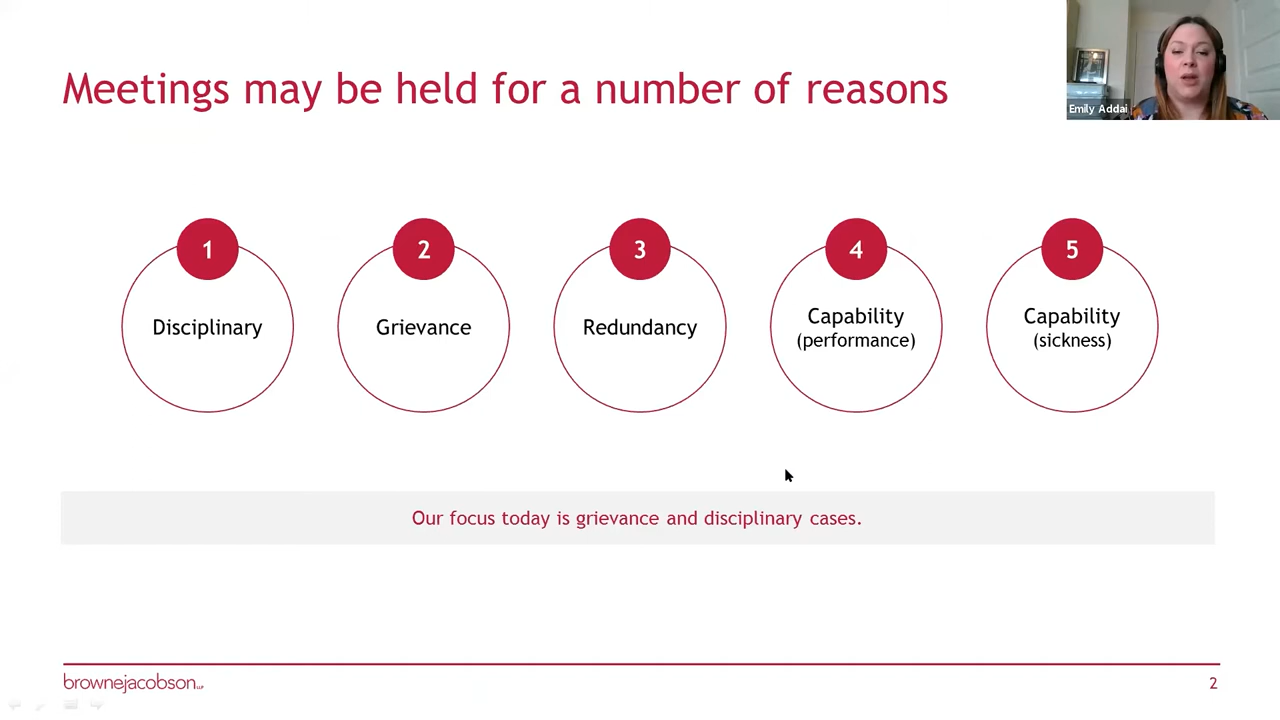 Meetings may be held for a number of reasons
Emily Addai
1
2
3
4
5
Disciplinary
Grievance
Redundancy
Capability
(performance)
Capability
(sickness)
Our focus today is grievance and disciplinary cases.
brownejacobson LLP
2